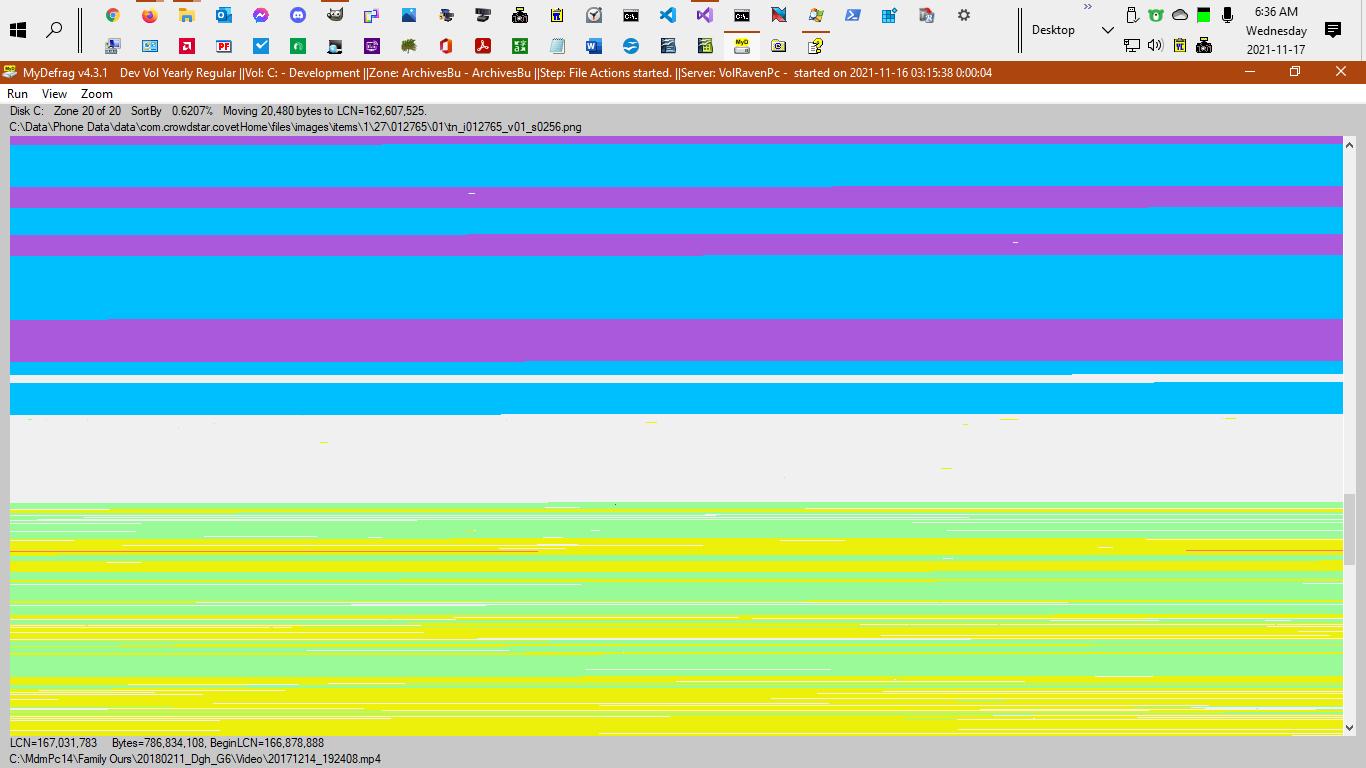 6:36 AM
Desktop
Wednesday
2021-11-17
MyDefrag v4.3.1 Dev Vol Yearly Regular ||Vol: C: - Development ||Zone: ArchivesBu - ArchivesBu ||Step: File Actions started. ||Server: VolRavenPc - started on 2021-11-16 03:15:38 0:00:04
Run View Zoom
Disk C: Zone 20 of 20 SortBy 0.6207% Moving 20,480 bytes to LCN=162,607,525.
C:\Data\Phone Data\data\com.crowdstar.covetHome\files\images\items\1\27\012765\01\tn_i012765_v01_s0256.png
LCN=167,031,783 Bytes=786,834,108, BeginLCN=166,878,888
C:\MdmPc14\Family Ours\20180211_Dgh_G6\Video\20171214_192408.mp4